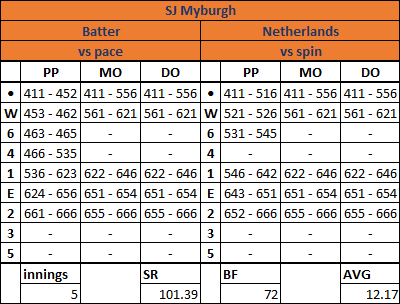 SJ Myburgh
Batter Netherlands
vs pace vs spin
PP MO DO PP MO DO
• 411 - 452 411 - 556 411 - 556 • 411 - 516 411 - 556 411 - 556
W 453 - 462 561 - 621 561 - 621 W 521 - 526 561 - 621 561 - 621
6 463 - 465 - - 6 531 - 545 - -
4 466 - 535 - - 4 - - -
1 536 - 623 622 - 646 622 - 646 1 546 - 642 622 - 646 622 - 646
E 624 - 656 651 - 654 651 - 654 E 643 - 651 651 - 654 651 - 654
2 661 - 666 655 - 666 655 - 666 2 652 - 666 655 - 666 655 - 666
3 - - - 3 - - -
5 - - - 5 - - -
innings SR BF AVG
5 101.39 72 12.17